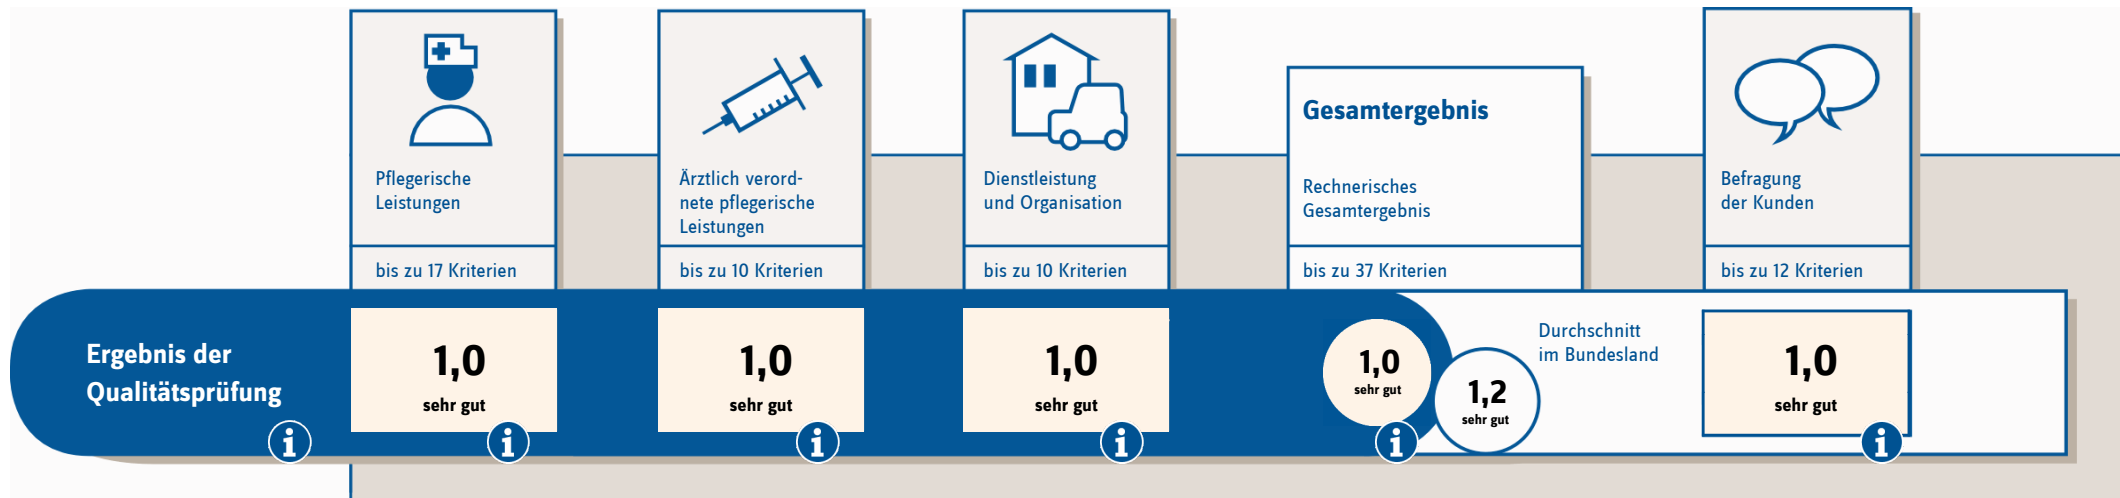 Pflegerische
Leistungen
bis zu 17 Kriterien
Ärztlich verord-
nete pflegerische
Leistungen
bis zu 10 Kriterien
Dienstleistung
und Organisation
bis zu 10 Kriterien
Gesamtergebnis
Rechnerisches
Gesamtergebnis
bis zu 37 Kriterien
Befragung
der Kunden
bis zu 12 Kriterien
Ergebnis der
Qualitätsprüfung
i
1,0
sehr gut
i
1,0
sehr gut
i
1,0
sehr gut
i
1,0
sehr gut
i
1,2
sehr gut
Durchschnitt
im Bundesland
1,0
sehr gut
i